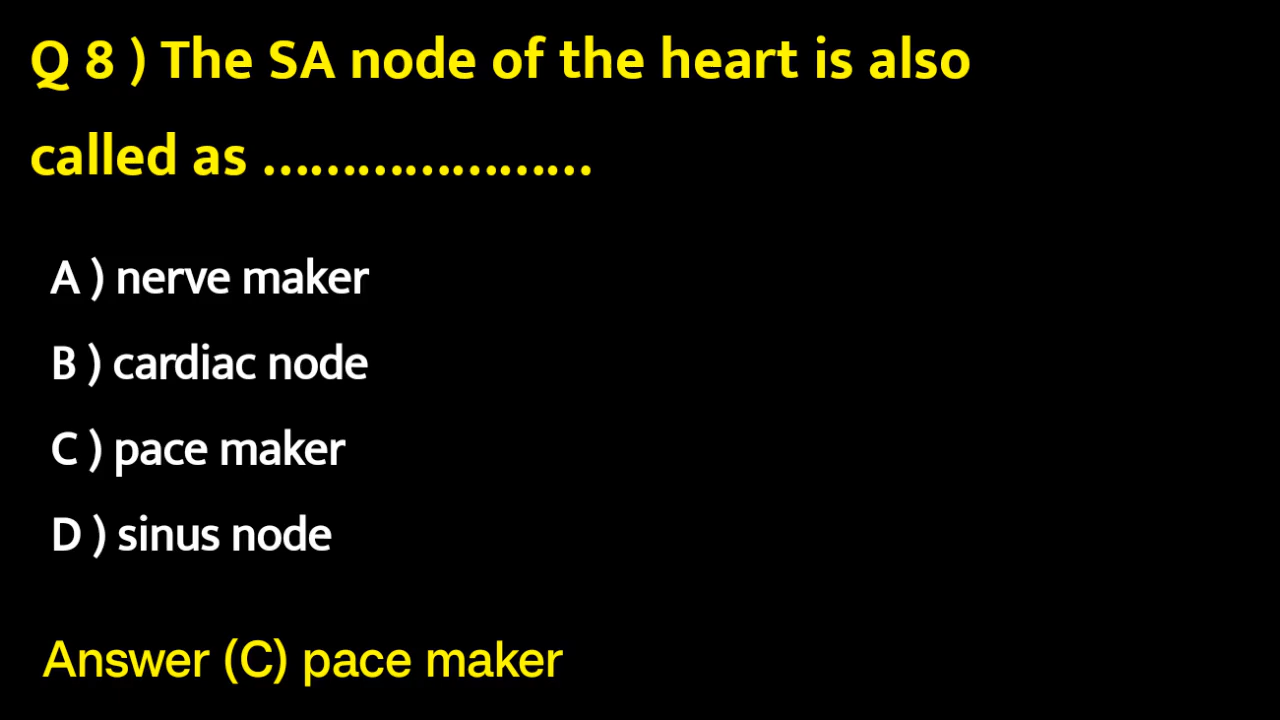 Q 8 ) The SA node of the heart is also
called as .....................
A ) nerve maker
B ) cardiac node
C ) pace maker
D ) sinus node
Answer (C) pace maker